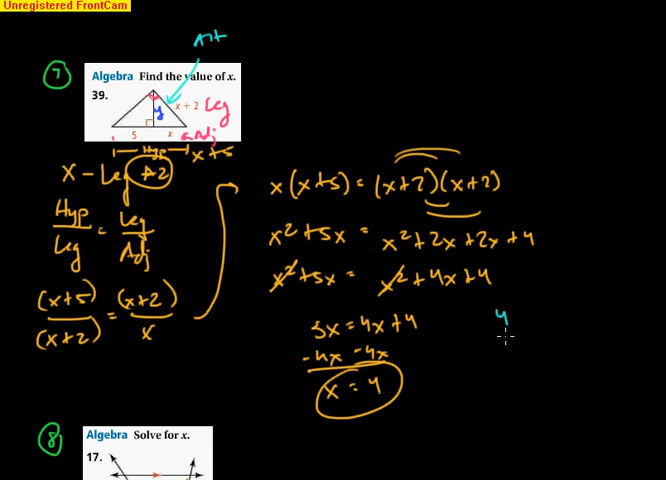 Unregistered FrontCam
Alt
7
Algebra Find the value of x.
39.
x + 2 Leg
y
5 x Adj
Hyp x+5
x - Leg A2
Hyp/Leg = Leg/Adj
(x+5)/(x+2) = (x+2)/x
x(x+5) = (x+2)(x+2)
x²+5x = x²+2x+2x+4
x²+5x = x²+4x+4
5x=4x+4
-4x -4x
x = 4
4
8
Algebra Solve for x.
17.